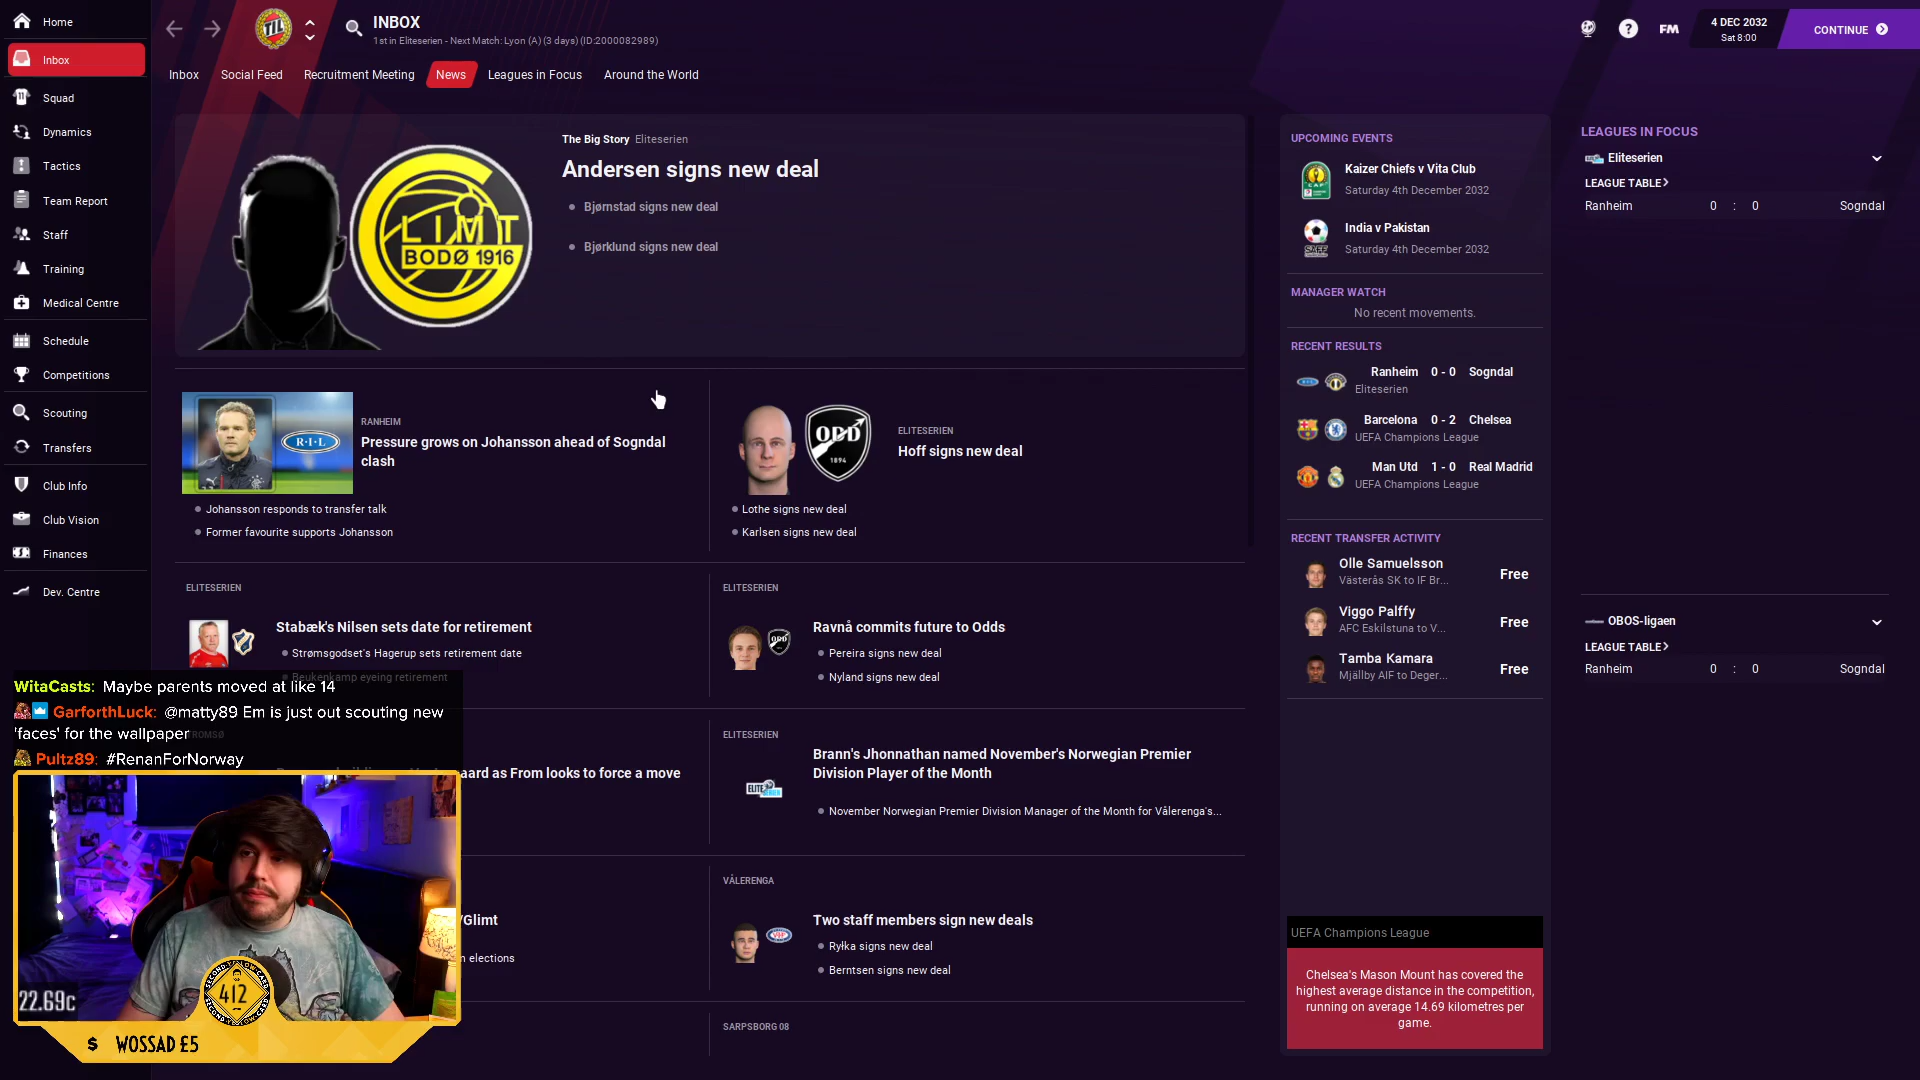 Home
Inbox
Squad
Dynamics
Tactics
Team Report
Staff
Training
Medical Centre
Schedule
Competitions
Scouting
Transfers
Club Info
Club Vision
Finances
Dev. Centre
TIL
INBOX
1st in Eliteserien - Next Match: Lyon (A) (3 days) (ID:2000082989)
FM
4 DEC 2032
Sat 8:00
CONTINUE
Inbox
Social Feed
Recruitment Meeting
News
Leagues in Focus
Around the World
The Big Story Eliteserien
Andersen signs new deal
Bjørnstad signs new deal
Bjørklund signs new deal
LIMT
BODØ 1916
RANHEIM
Pressure grows on Johansson ahead of Sogndal
clash
R·I·L
Johansson responds to transfer talk
Former favourite supports Johansson
ODD
1894
ELITESERIEN
Hoff signs new deal
Lothe signs new deal
Karlsen signs new deal
ELITESERIEN
Stabæk's Nilsen sets date for retirement
Strømsgodset's Hagerup sets retirement date
Beukenkamp eyeing retirement
ELITESERIEN
Ravnå commits future to Odds
Pereira signs new deal
Nyland signs new deal
aard as From looks to force a move
ELITESERIEN
Brann's Jhonnathan named November's Norwegian Premier
Division Player of the Month
November Norwegian Premier Division Manager of the Month for Vålerenga's...
/Glimt
n elections
VÅLERENGA
Two staff members sign new deals
Ryłka signs new deal
Berntsen signs new deal
SARPSBORG 08
UPCOMING EVENTS
Kaizer Chiefs v Vita Club
Saturday 4th December 2032
India v Pakistan
Saturday 4th December 2032
MANAGER WATCH
No recent movements.
RECENT RESULTS
Ranheim 0 - 0 Sogndal
Eliteserien
Barcelona 0 - 2 Chelsea
UEFA Champions League
Man Utd 1 - 0 Real Madrid
UEFA Champions League
RECENT TRANSFER ACTIVITY
Olle Samuelsson
Västerås SK to IF Br...
Free
Viggo Palffy
AFC Eskilstuna to V...
Free
Tamba Kamara
Mjällby AIF to Deger...
Free
UEFA Champions League
Chelsea's Mason Mount has covered the
highest average distance in the competition,
running on average 14.69 kilometres per
game.
LEAGUES IN FOCUS
Eliteserien
LEAGUE TABLE
Ranheim 0 : 0 Sogndal
OBOS-ligaen
LEAGUE TABLE
Ranheim 0 : 0 Sogndal
WitaCasts: Maybe parents moved at like 14
GarforthLuck: @matty89 Em is just out scouting new
'faces' for the wallpaper
Pultz89: #RenanForNorway
22.69c
SECOND YELLOW CARD
412
$ WOSSAD £5